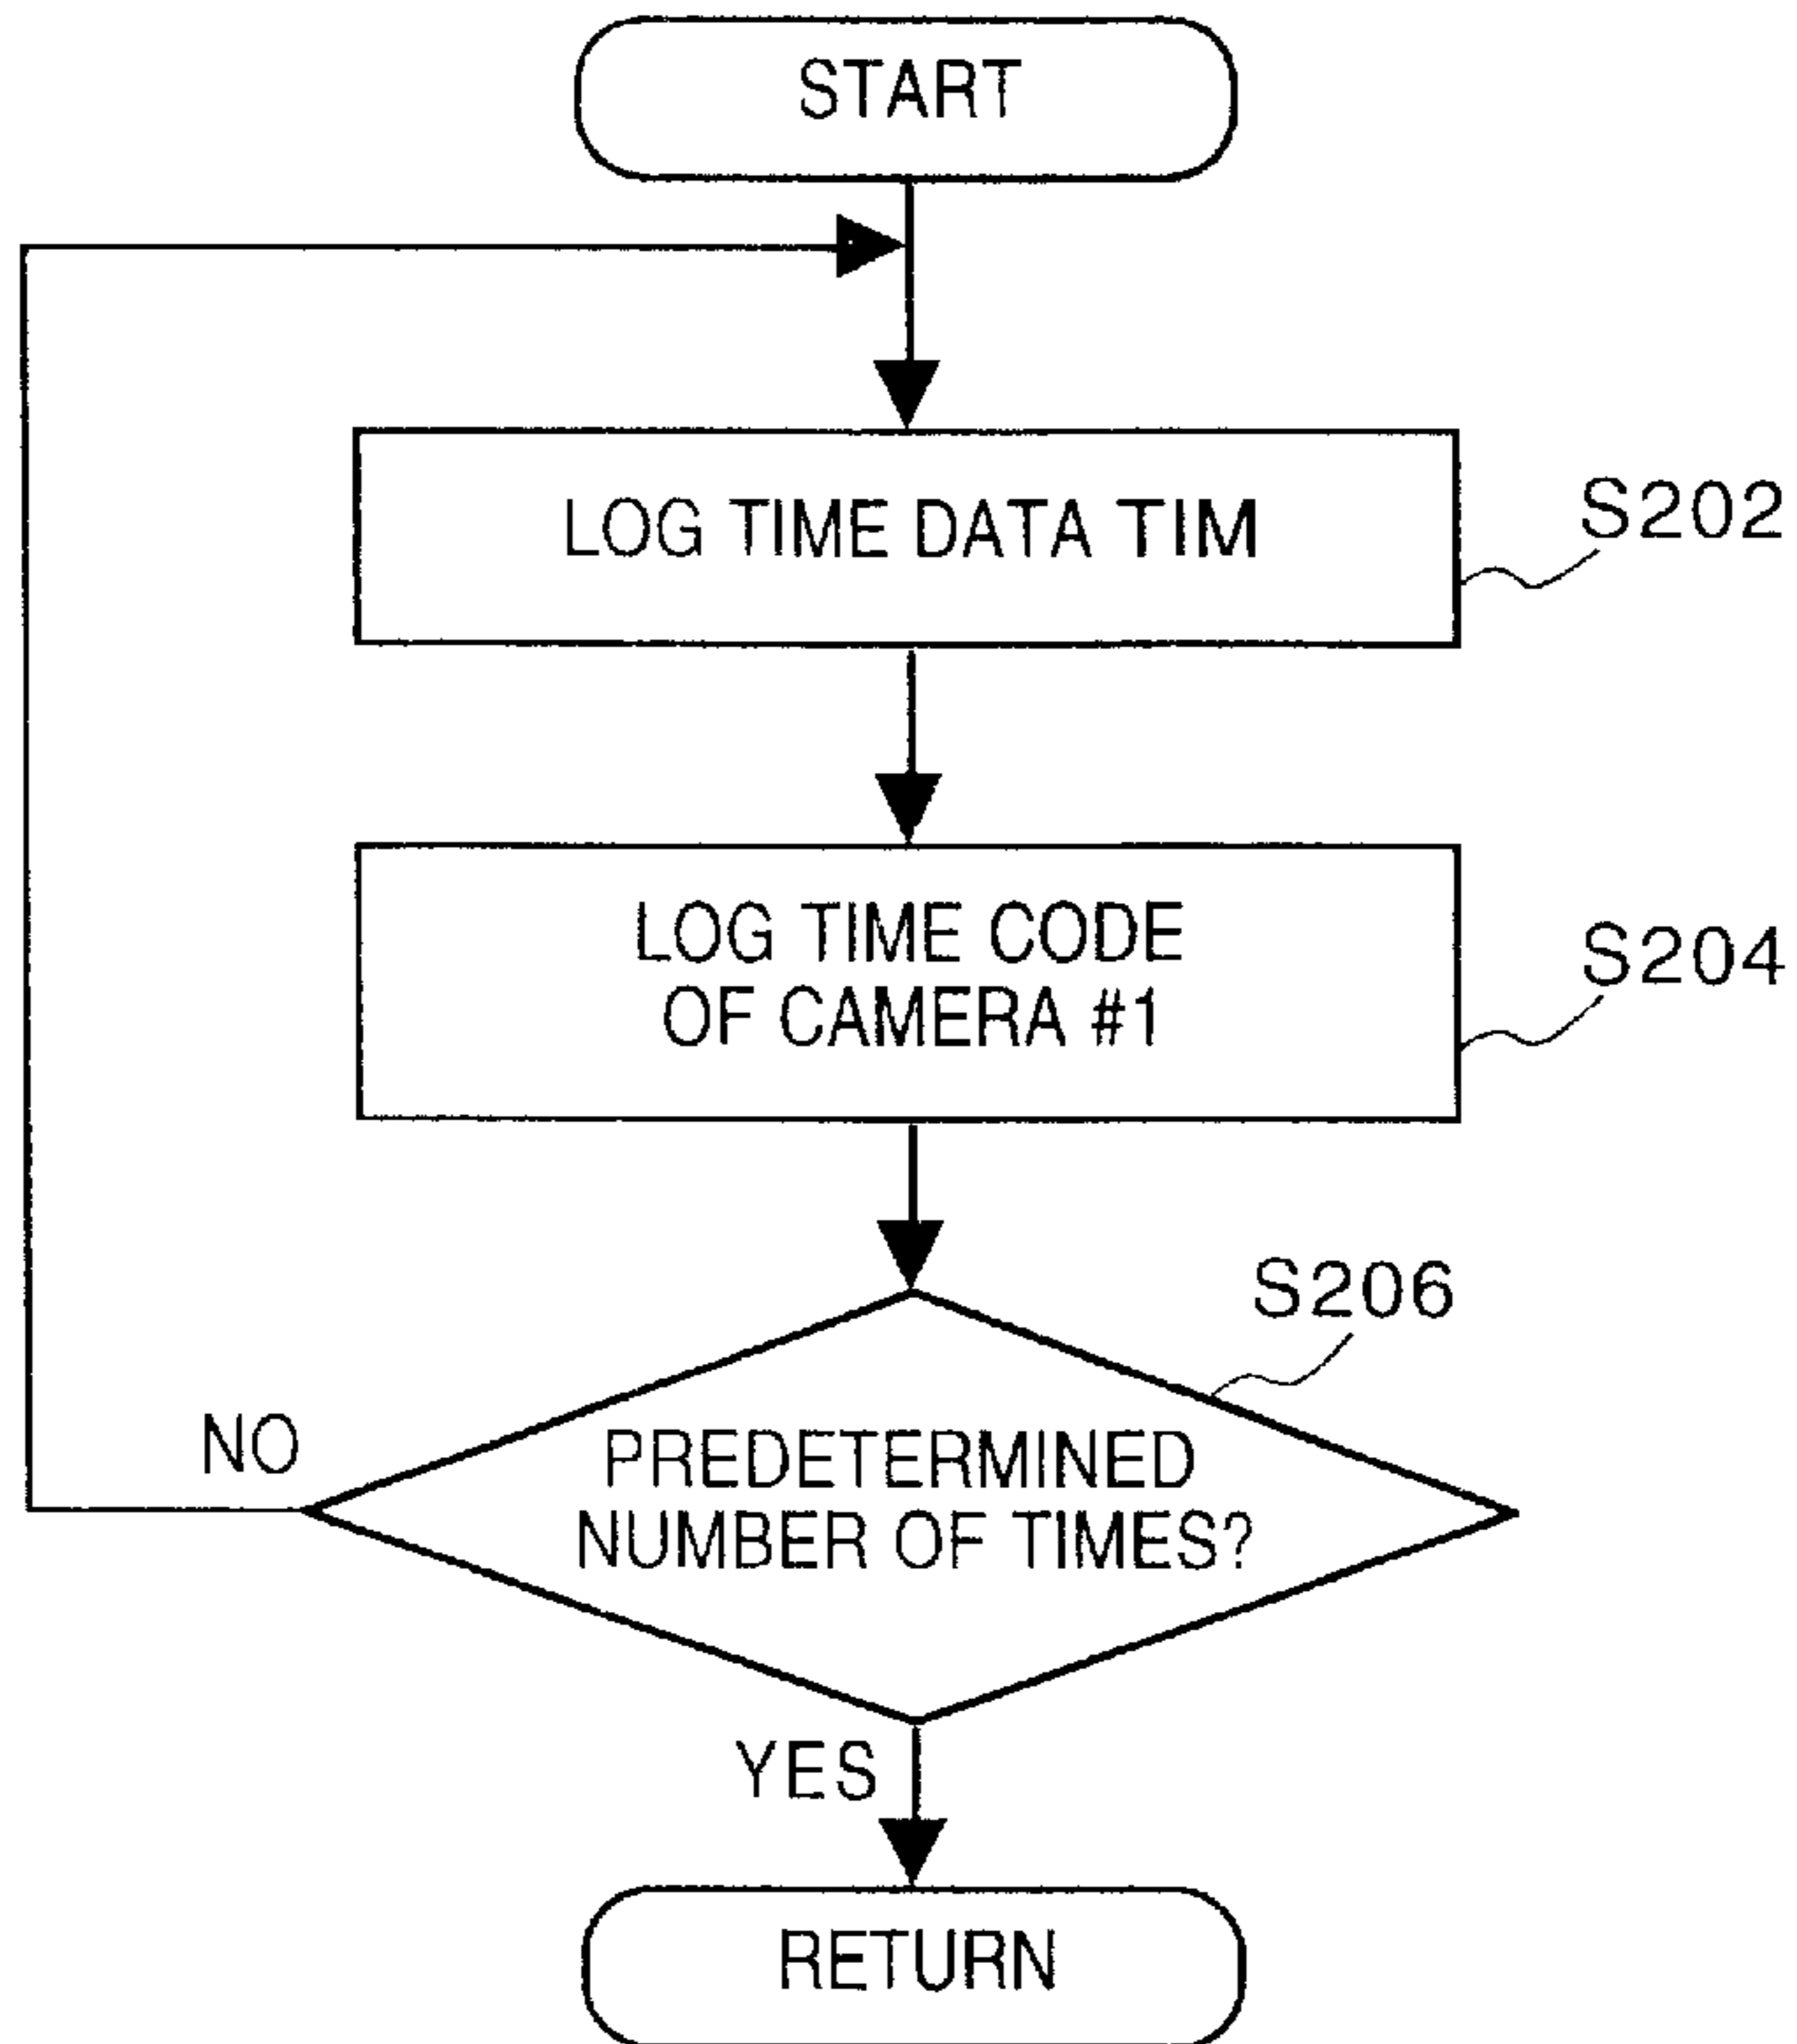 START
LOG TIME DATA TIM
S202
LOG TIME CODE
OF CAMERA #1
S204
S206
PREDETERMINED
NUMBER OF TIMES?
NO
YES
RETURN